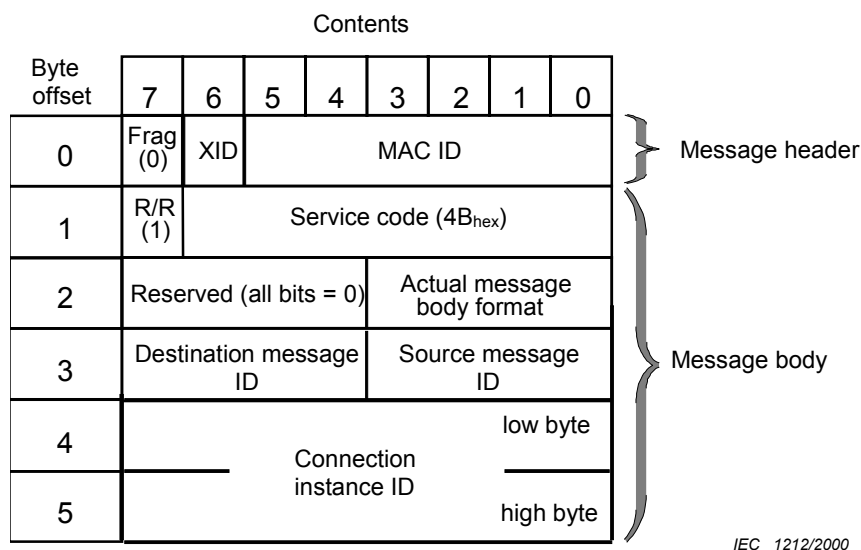 Contents
Byte
offset
7 6 5 4 3 2 1 0
0
Frag
(0)
XID
MAC ID
Message header
1
R/R
(1)
Service code (4Bhex)
2
Reserved (all bits = 0)
Actual message
body format
3
Destination message
ID
Source message
ID
Message body
4
low byte
Connection
instance ID
5
high byte
IEC 1212/2000